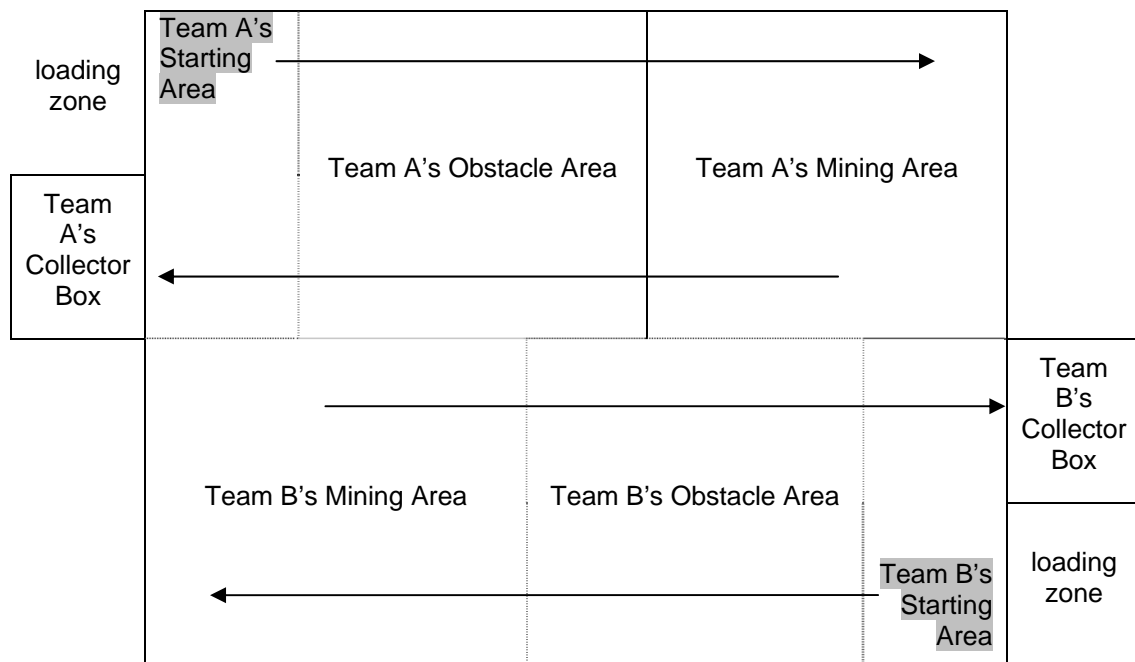 Team A's
Starting
Area
loading
zone
Team A's Obstacle Area
Team A's Mining Area
Team
A's
Collector
Box
Team
B's
Collector
Box
Team B's Mining Area
Team B's Obstacle Area
Team B's
Starting
Area
loading
zone